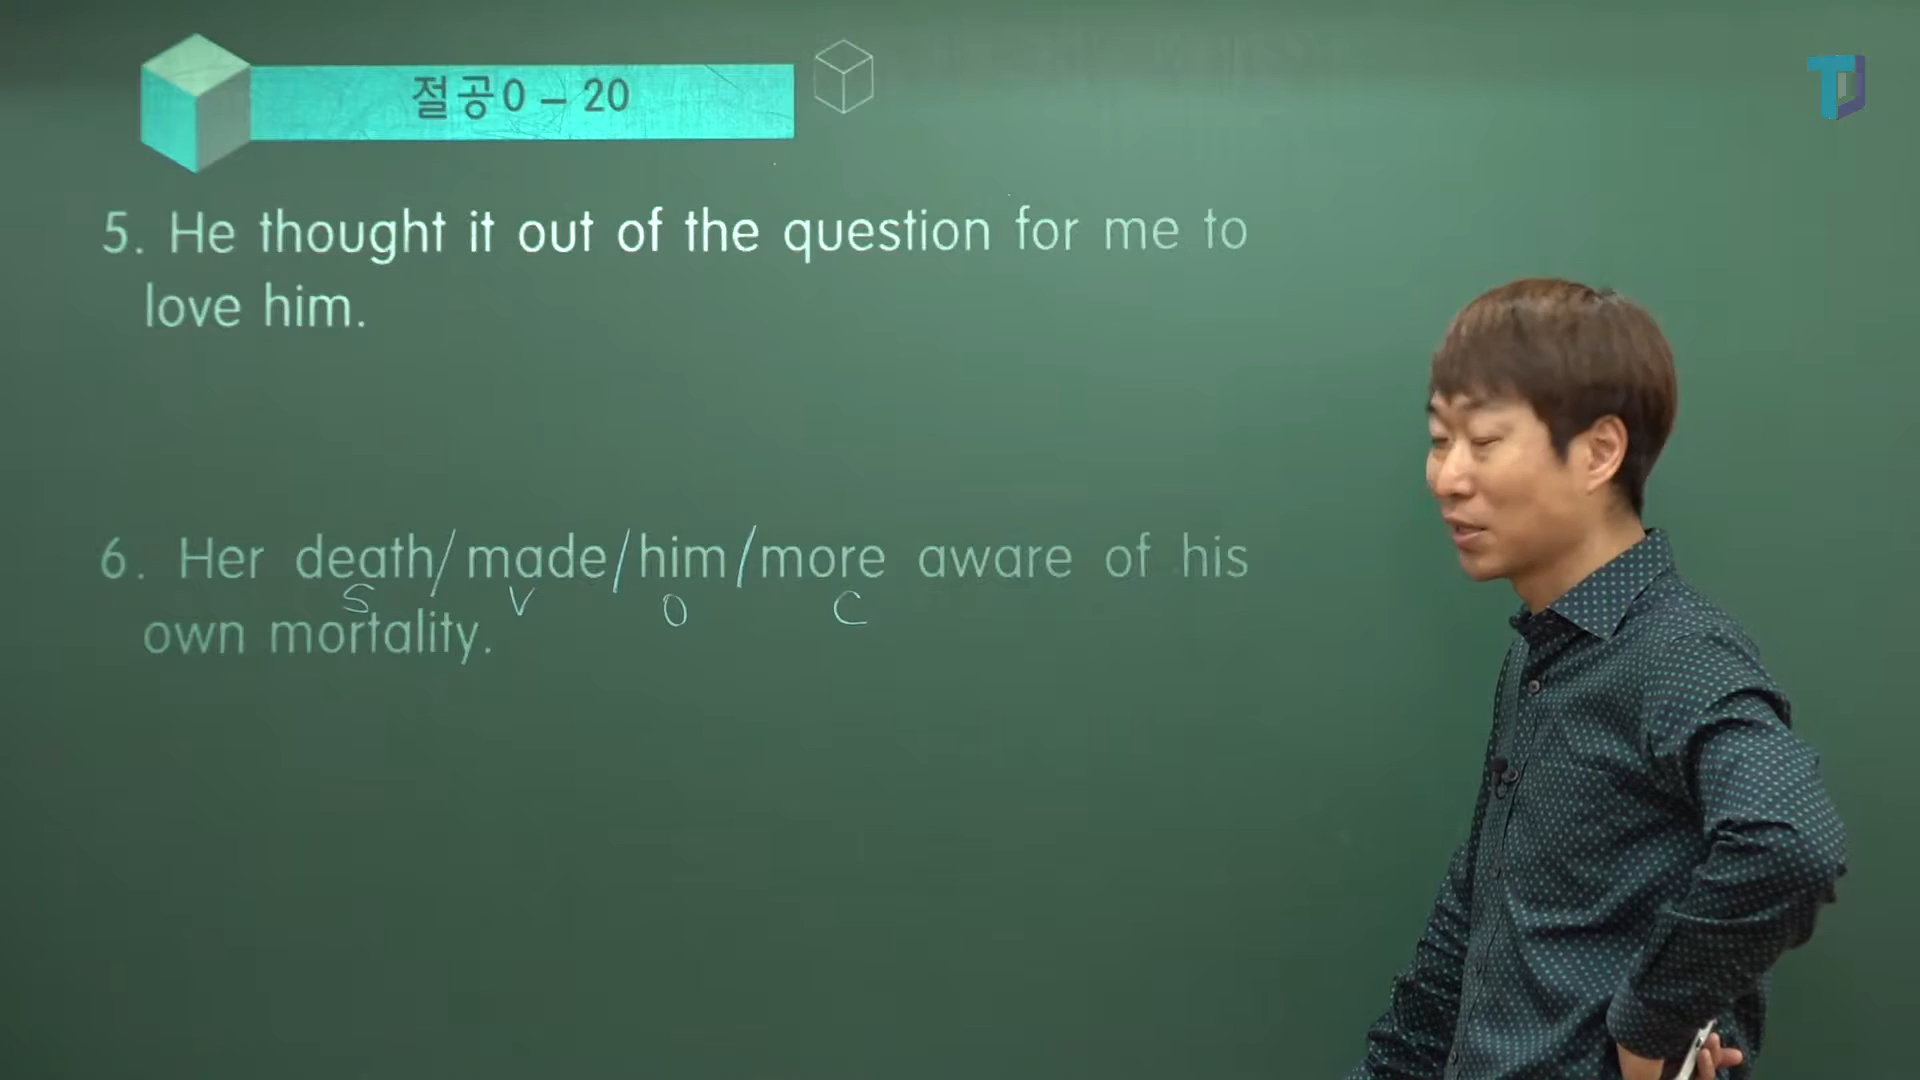 절공0 – 20
TJ
5. He thought it out of the question for me to
love him.
6. Her death/made/him/more aware of his
S V O C
own mortality.